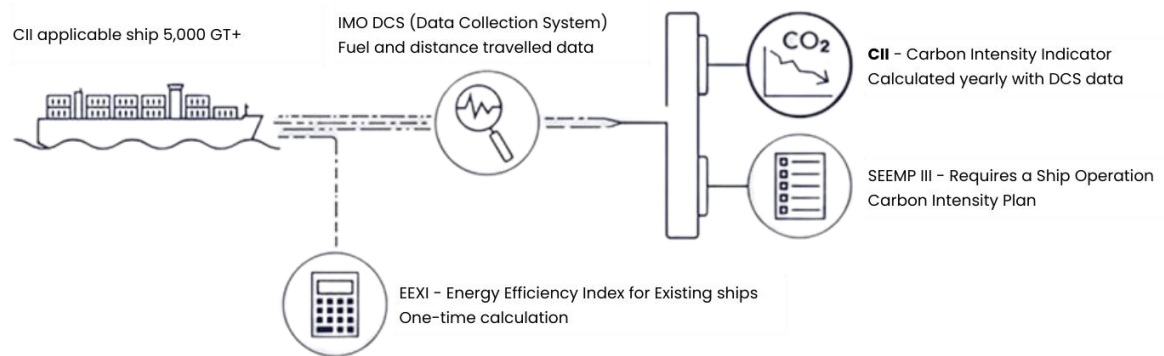 CII applicable ship 5,000 GT+
IMO DCS (Data Collection System)
Fuel and distance travelled data
CO₂
CII - Carbon Intensity Indicator
Calculated yearly with DCS data
SEEMP III - Requires a Ship Operation
Carbon Intensity Plan
EEXI - Energy Efficiency Index for Existing ships
One-time calculation